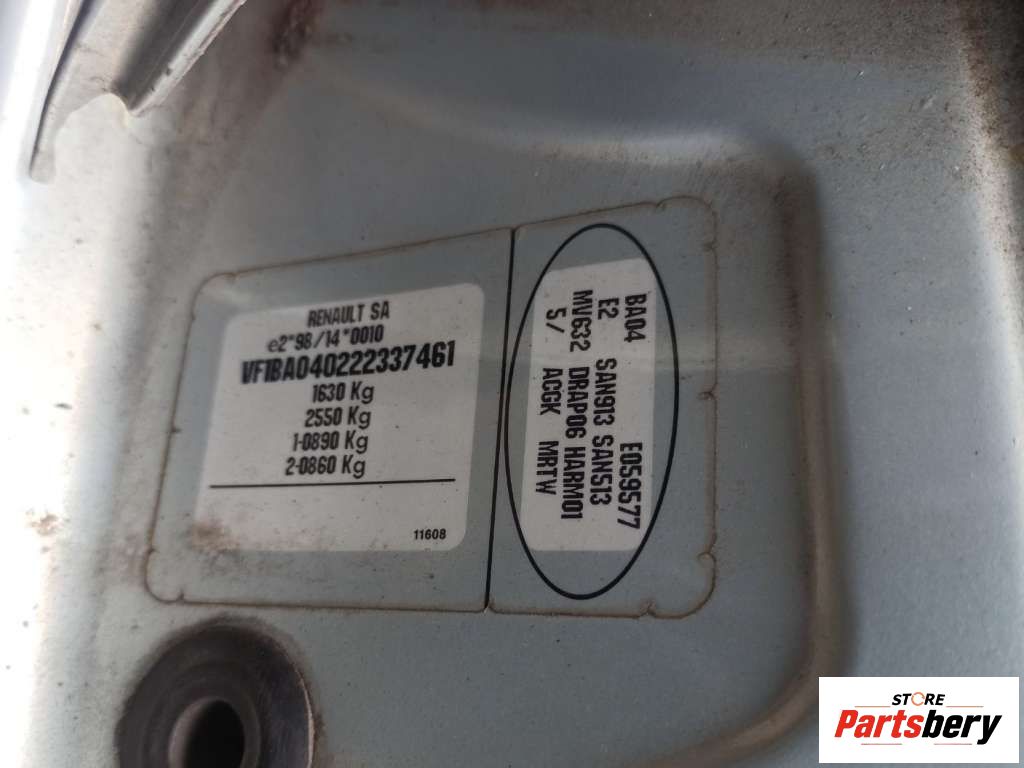 RENAULT SA
e2*98/14*0010
VF1BA040222337461
1630 Kg
2550 Kg
1-0890 Kg
2-0860 Kg
11608
BA04 E059577
E2 SAN913 SAN513
MVG32 DRAP06 HARM01
5/ ACGK MRTW
STORE
Partsbery